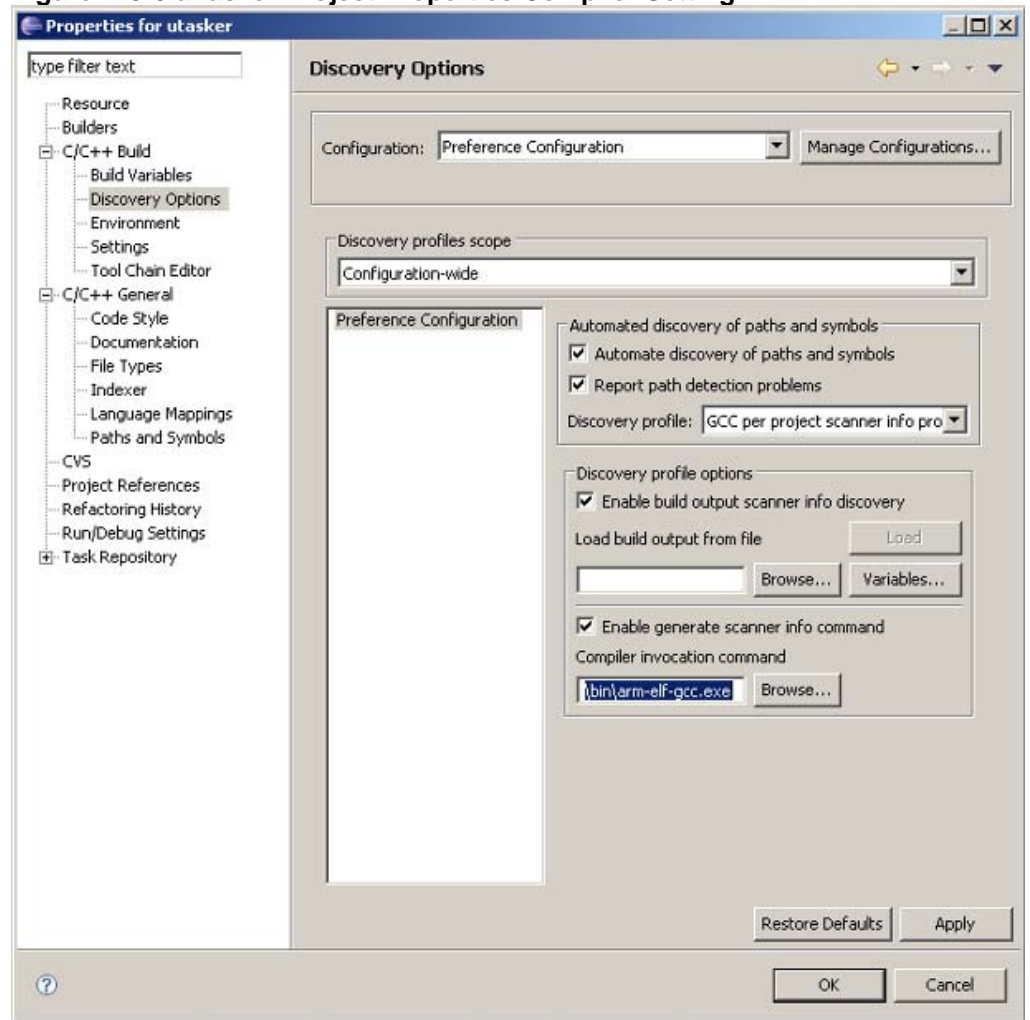 Properties for utasker
type filter text
Resource
Builders
C/C++ Build
Build Variables
Discovery Options
Environment
Settings
Tool Chain Editor
C/C++ General
Code Style
Documentation
File Types
Indexer
Language Mappings
Paths and Symbols
CVS
Project References
Refactoring History
Run/Debug Settings
Task Repository
Discovery Options
Configuration: Preference Configuration Manage Configurations...
Discovery profiles scope
Configuration-wide
Preference Configuration
Automated discovery of paths and symbols
Automate discovery of paths and symbols
Report path detection problems
Discovery profile: GCC per project scanner info pro
Discovery profile options
Enable build output scanner info discovery
Load build output from file Load
Browse... Variables...
Enable generate scanner info command
Compiler invocation command
\bin\arm-elf-gcc.exe Browse...
Restore Defaults Apply
OK Cancel